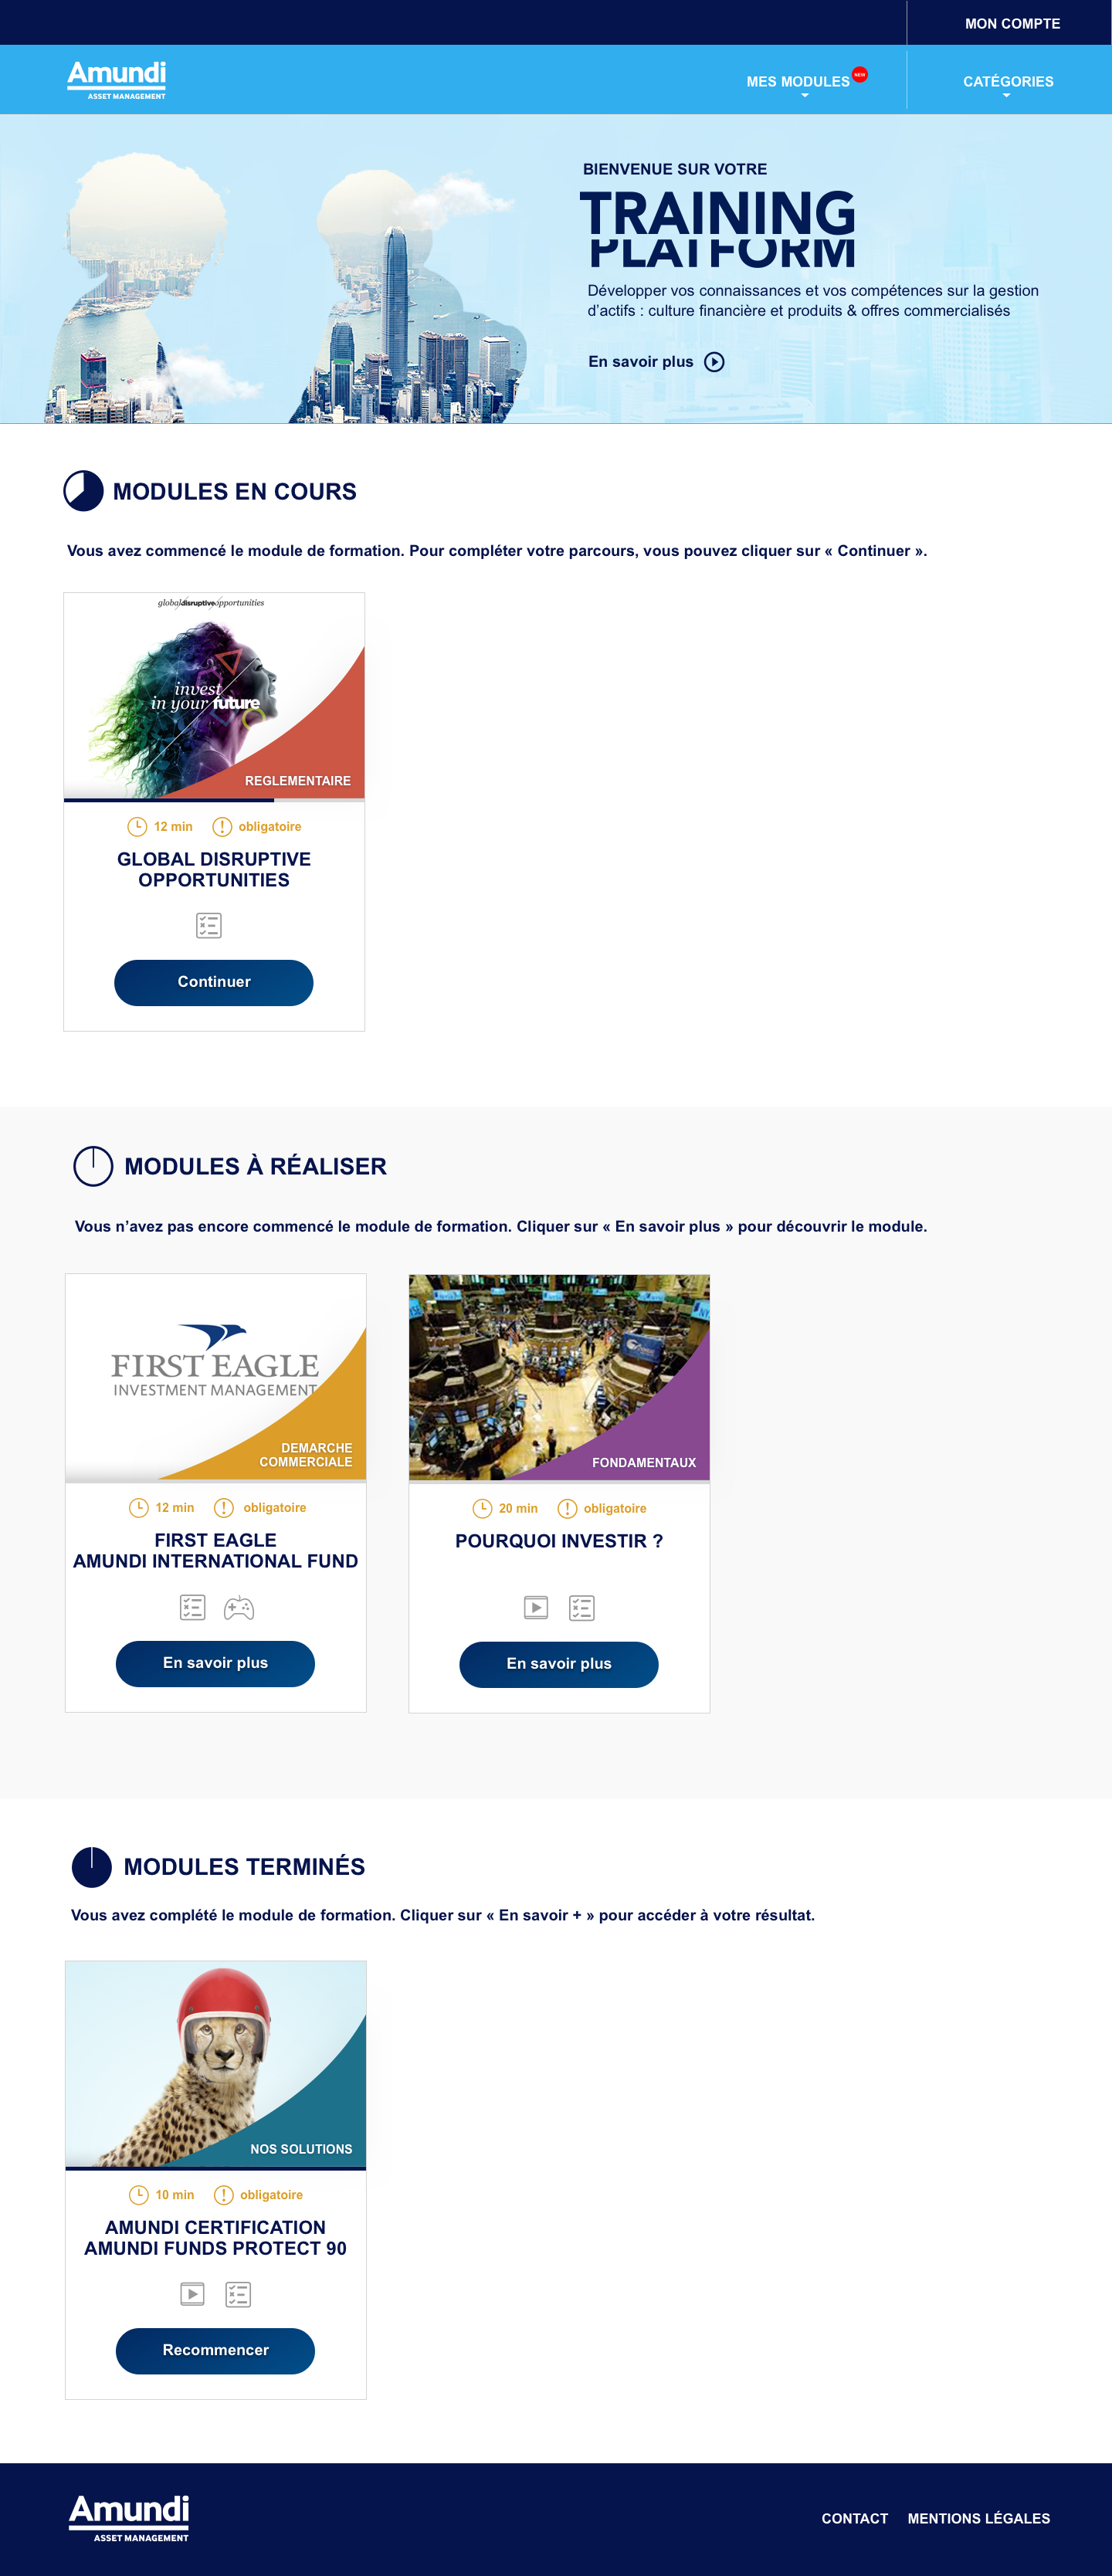 MON COMPTE
Amundi
ASSET MANAGEMENT
MES MODULES
NEW
CATÉGORIES
BIENVENUE SUR VOTRE
TRAINING
PLATFORM
Développer vos connaissances et vos compétences sur la gestion
d’actifs : culture financière et produits & offres commercialisés
En savoir plus
MODULES EN COURS
Vous avez commencé le module de formation. Pour compléter votre parcours, vous pouvez cliquer sur « Continuer ».
global disruptive opportunities
invest
in your future
REGLEMENTAIRE
12 min
obligatoire
GLOBAL DISRUPTIVE
OPPORTUNITIES
Continuer
MODULES À RÉALISER
Vous n’avez pas encore commencé le module de formation. Cliquer sur « En savoir plus » pour découvrir le module.
FIRST EAGLE
INVESTMENT MANAGEMENT
DEMARCHE
COMMERCIALE
12 min
obligatoire
FIRST EAGLE
AMUNDI INTERNATIONAL FUND
En savoir plus
FONDAMENTAUX
20 min
obligatoire
POURQUOI INVESTIR ?
En savoir plus
MODULES TERMINÉS
Vous avez complété le module de formation. Cliquer sur « En savoir + » pour accéder à votre résultat.
NOS SOLUTIONS
10 min
obligatoire
AMUNDI CERTIFICATION
AMUNDI FUNDS PROTECT 90
Recommencer
Amundi
ASSET MANAGEMENT
CONTACT
MENTIONS LÉGALES